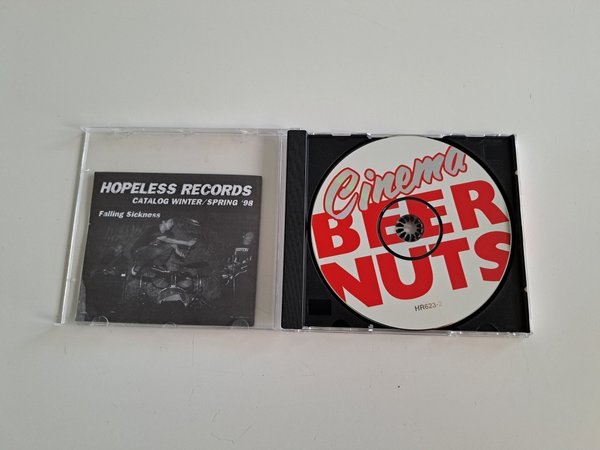 HOPELESS RECORDS
CATALOG WINTER/SPRING '98
Falling Sickness
Cinema
BEER
NUTS
HR623-2